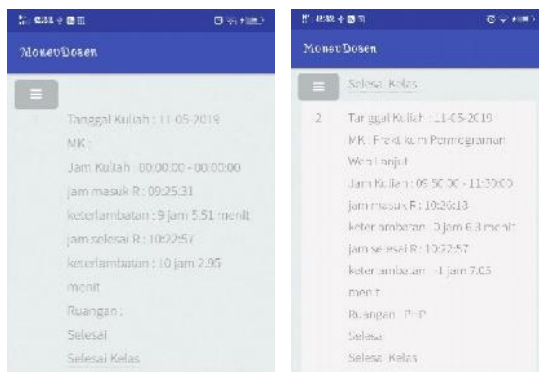 MonevDosen
Tanggal Kuliah : 11-05-2019
MK :
Jam Kuliah : 00:00:00 - 00:00:00
jam masuk R : 09:25:31
keterlambatan : 9 jam 5.51 menit
jam selesai R : 10:22:57
keterlambatan : 10 jam 2.95
menit
Ruangan :
Selesai
Selesai Kelas
MonevDosen
Selesai Kelas
2 Tanggal Kuliah : 11-05-2019
MK : Praktikum Permograman
Web Lanjut
Jam Kuliah : 09:50:00 - 11:30:00
jam masuk R : 10:26:13
keterlambatan : 0 jam 6.3 menit
jam selesai R : 10:22:57
keterlambatan : -1 jam 7.05
menit
Ruangan :
Selesai
Selesai Kelas